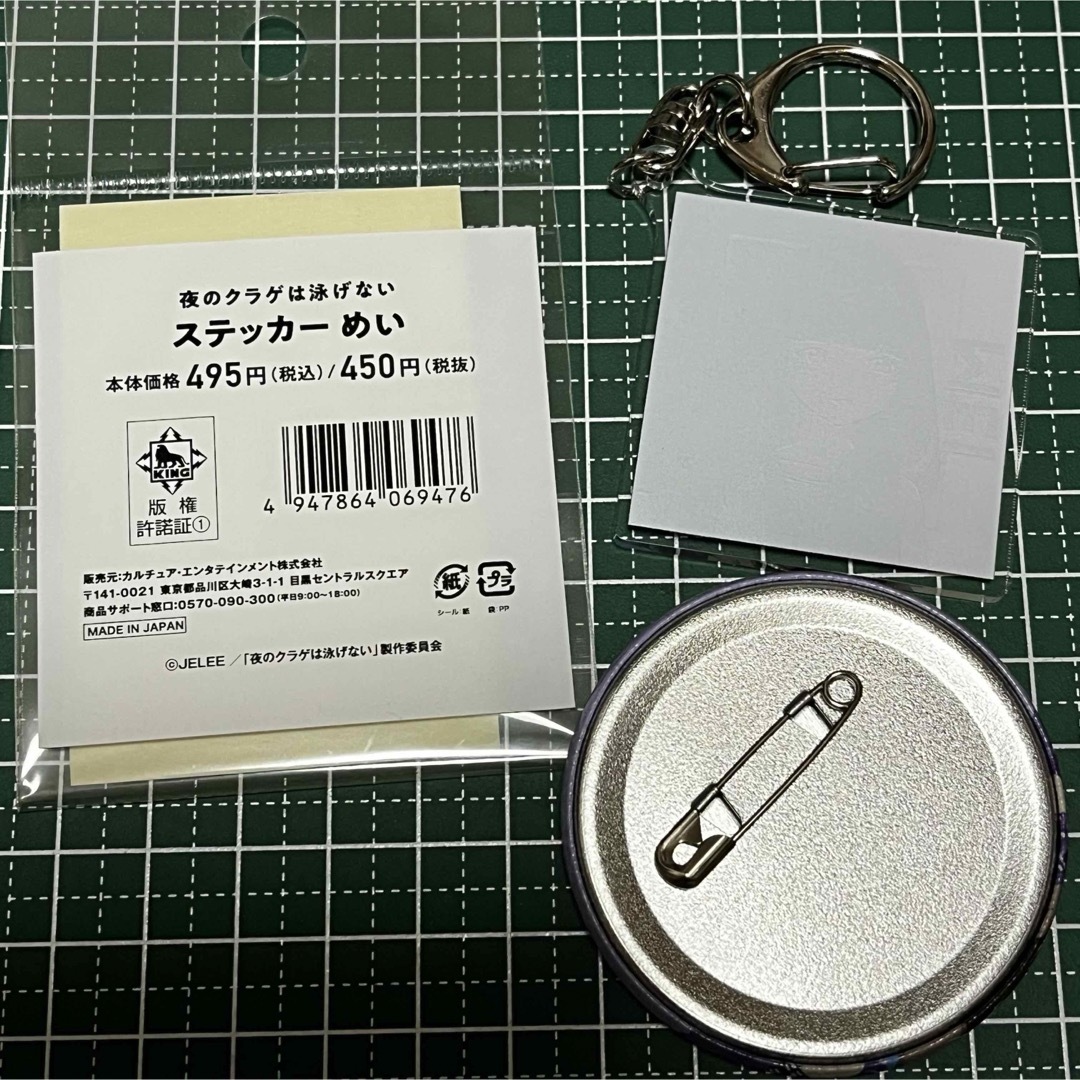 夜のクラゲは泳げない
ステッカー めい
本体価格 495円(税込)/450円(税抜)
KING
版権
許諾証①
4 947864 069476
販売元:カルチュア・エンタテインメント株式会社
〒141-0021 東京都品川区大崎3-1-1 目黒セントラルスクエア
商品サポート窓口:0570-090-300(平日9:00〜18:00)
MADE IN JAPAN
紙
シール 紙
プラ
袋 PP
©JELEE/「夜のクラゲは泳げない」製作委員会